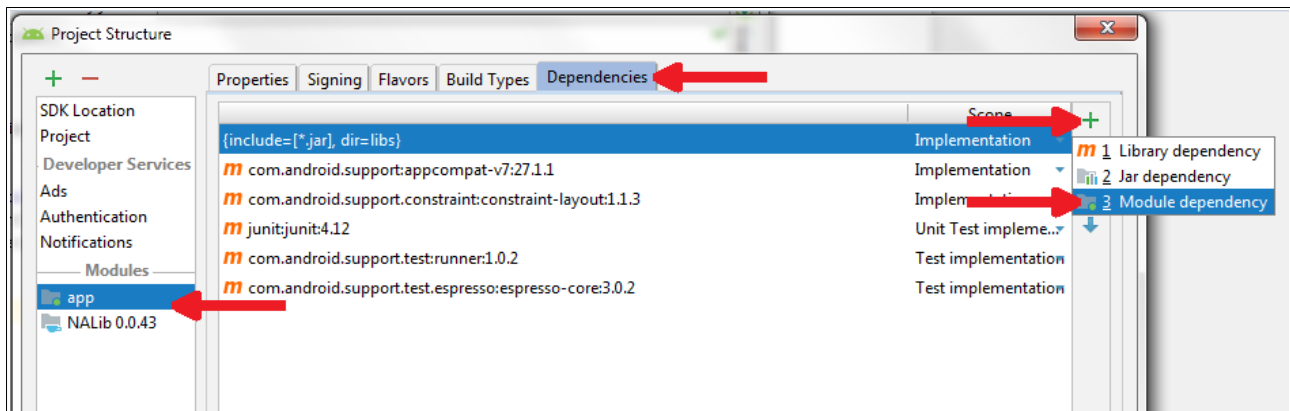 Project Structure
Properties Signing Flavors Build Types Dependencies
SDK Location
Project
Developer Services
Ads
Authentication
Notifications
Modules
app
NALib 0.0.43
Scope
{include=[*.jar], dir=libs} Implementation
m com.android.support:appcompat-v7:27.1.1 Implementation
m com.android.support.constraint:constraint-layout:1.1.3
m junit:junit:4.12 Unit Test impleme...
m com.android.support.test:runner:1.0.2 Test implementation
m com.android.support.test.espresso:espresso-core:3.0.2 Test implementation
m 1 Library dependency
2 Jar dependency
3 Module dependency